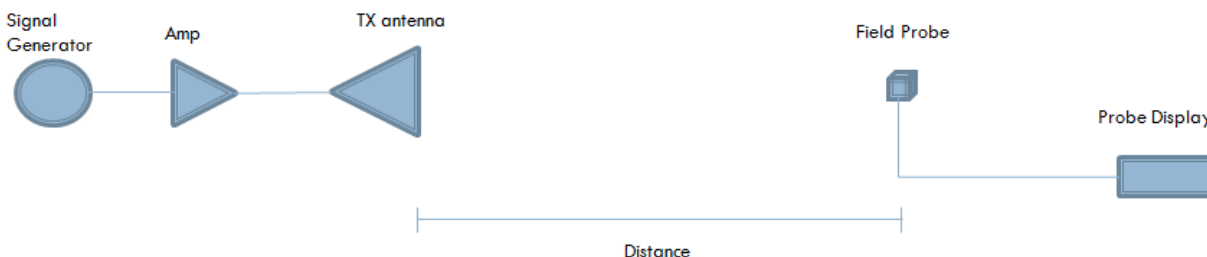 Signal
Generator
Amp
TX antenna
Field Probe
Probe Display
Distance